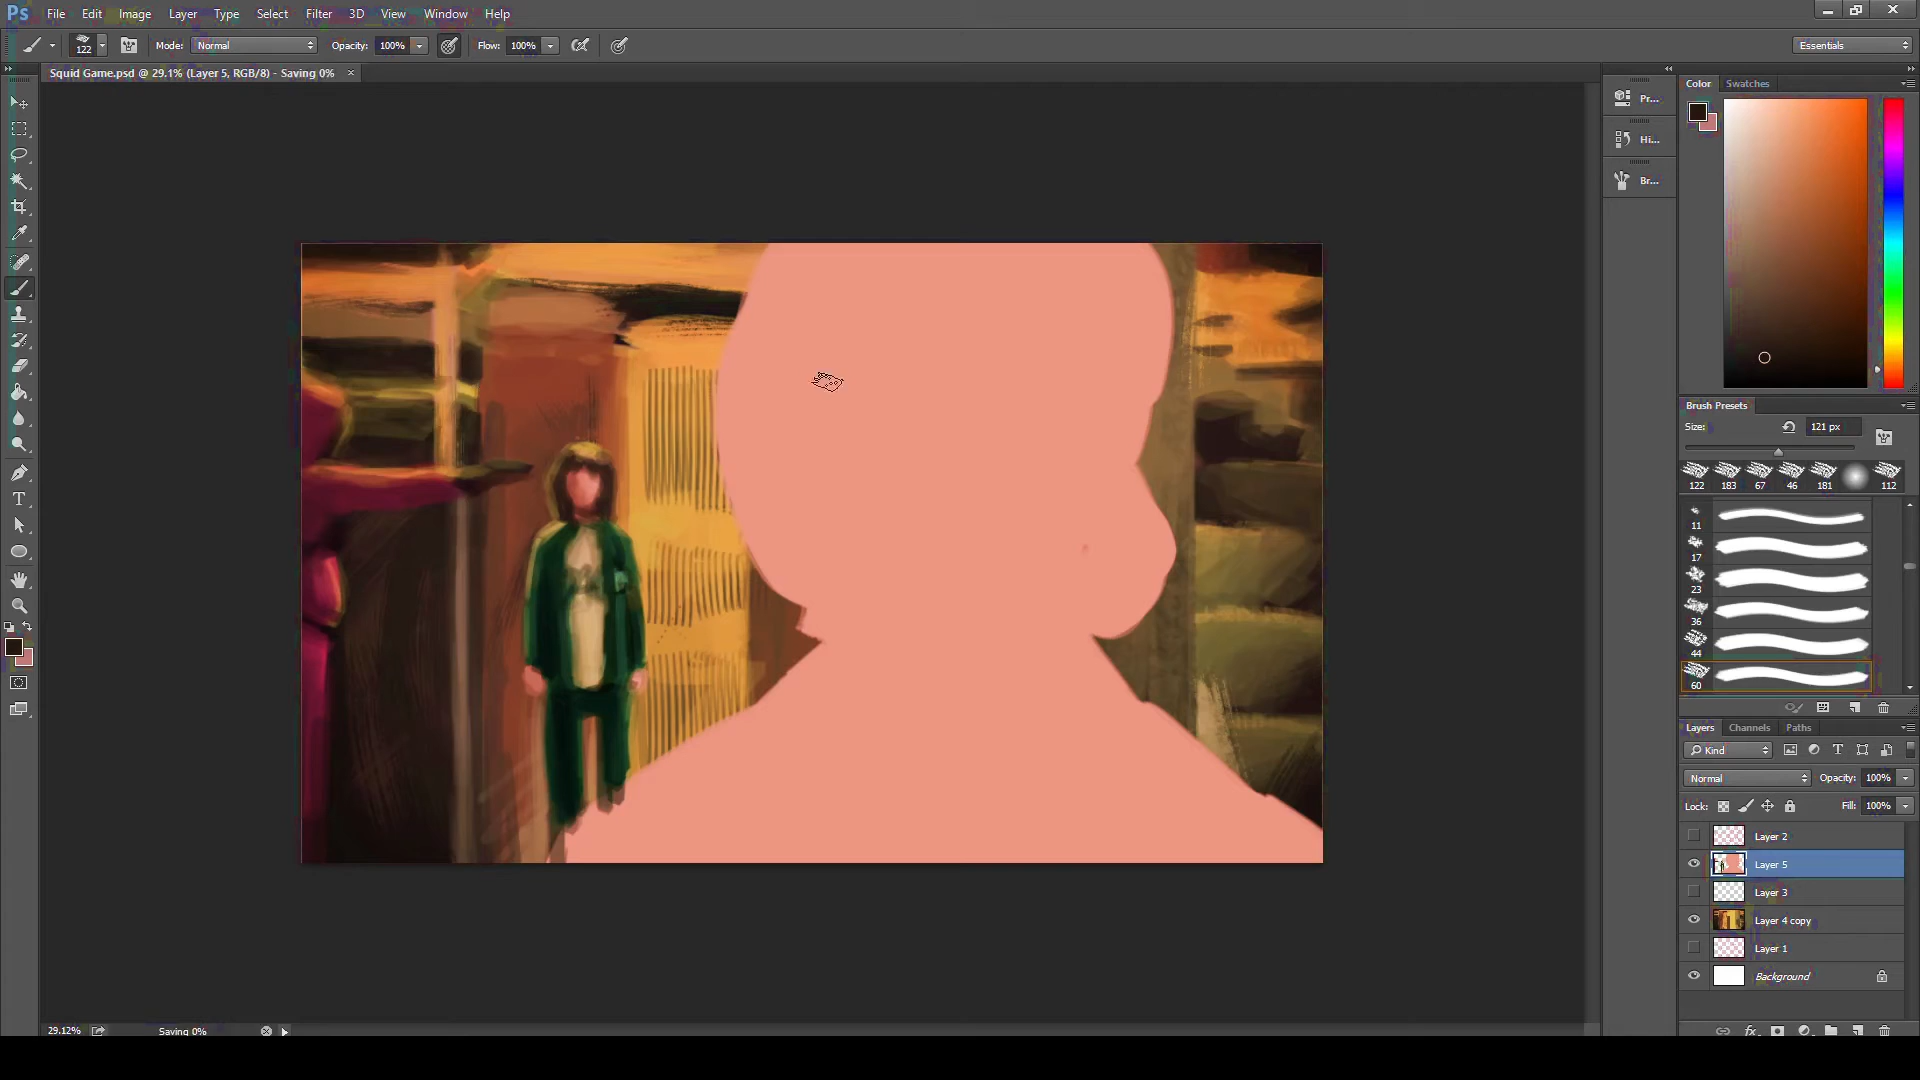 Ps File Edit Image Layer Type Select Filter 3D View Window Help
122 Mode: Normal Opacity: 100% Flow: 100% Essentials
Squid Game.psd @ 29.1% (Layer 5, RGB/8) - Saving 0% ×
Color Swatches
Pr...
Hi...
Br...
Brush Presets
Size: 121 px
122 183 67 46 181 112
11
17
23
36
44
60
Layers Channels Paths
Kind
Normal Opacity: 100%
Lock: Fill: 100%
Layer 2
Layer 5
Layer 3
Layer 4 copy
Layer 1
Background
29.12% Saving 0%
fx